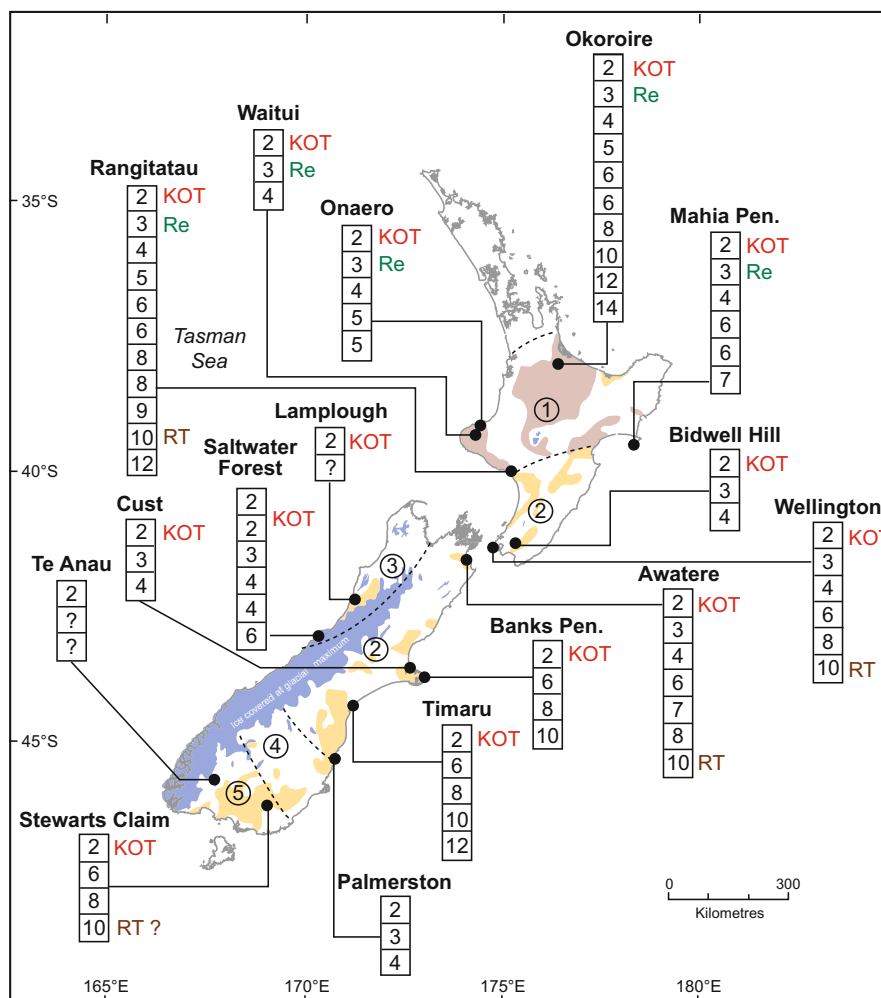 Okoroire
2 KOT
3 Re
4
5
6
6
8
10
12
14
Waitui
2 KOT
3 Re
4
Rangitatau
2 KOT
3 Re
4
5
6
6
8
8
9
10 RT
12
Onaero
2 KOT
3 Re
4
5
5
Mahia Pen.
2 KOT
3 Re
4
6
6
7
35°S
Tasman
Sea
1
Lamplough
2 KOT
?
Saltwater
Forest
2
2 KOT
3
4
4
6
Bidwell Hill
2 KOT
3
4
40°S
Cust
2 KOT
3
4
2
Wellington
2 KOT
3
4
6
8
10 RT
Te Anau
2
?
?
3
Awatere
2 KOT
3
4
6
7
8
10 RT
2
Banks Pen.
2 KOT
6
8
10
Ice covered at glacial maximum
Timaru
2 KOT
6
8
10
12
45°S
4
5
Stewarts Claim
2 KOT
6
8
10 RT ?
Palmerston
2
3
4
0 300
Kilometres
165°E 170°E 175°E 180°E